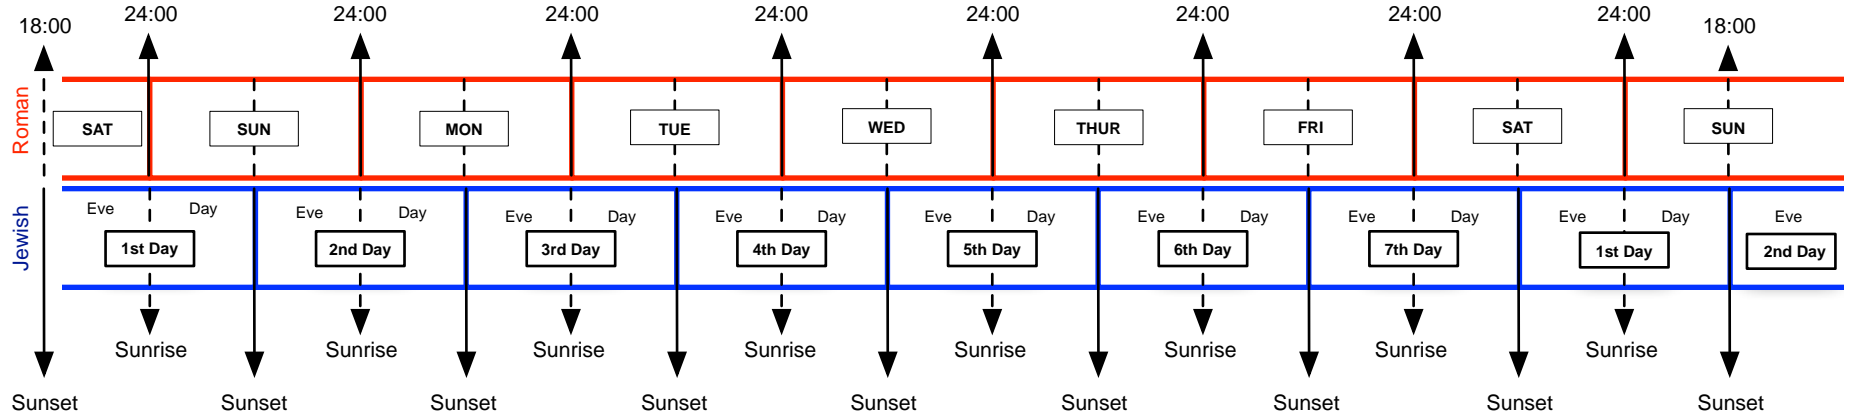 18:00 24:00 24:00 24:00 24:00 24:00 24:00 24:00 24:00 18:00
Roman
SAT SUN MON TUE WED THUR FRI SAT SUN
Jewish
Eve Day Eve Day Eve Day Eve Day Eve Day Eve Day Eve Day Eve Day Eve
1st Day 2nd Day 3rd Day 4th Day 5th Day 6th Day 7th Day 1st Day 2nd Day
Sunrise Sunrise Sunrise Sunrise Sunrise Sunrise Sunrise Sunrise
Sunset Sunset Sunset Sunset Sunset Sunset Sunset Sunset Sunset